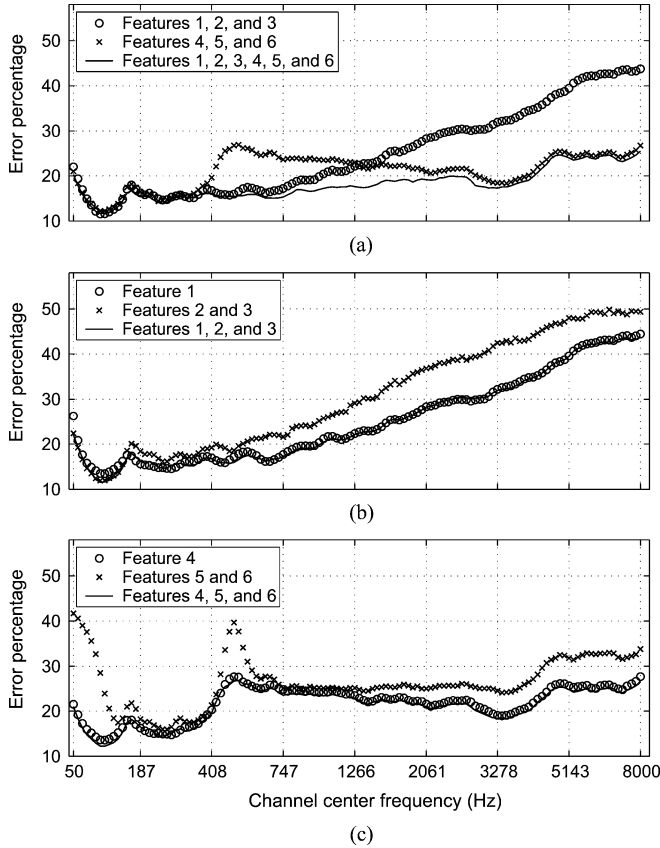 Error percentage
50
40
30
20
10
Features 1, 2, and 3
Features 4, 5, and 6
Features 1, 2, 3, 4, 5, and 6
(a)
Error percentage
50
40
30
20
10
Feature 1
Features 2 and 3
Features 1, 2, and 3
(b)
Error percentage
50
40
30
20
10
Feature 4
Features 5 and 6
Features 4, 5, and 6
50 187 408 747 1266 2061 3278 5143 8000
Channel center frequency (Hz)
(c)